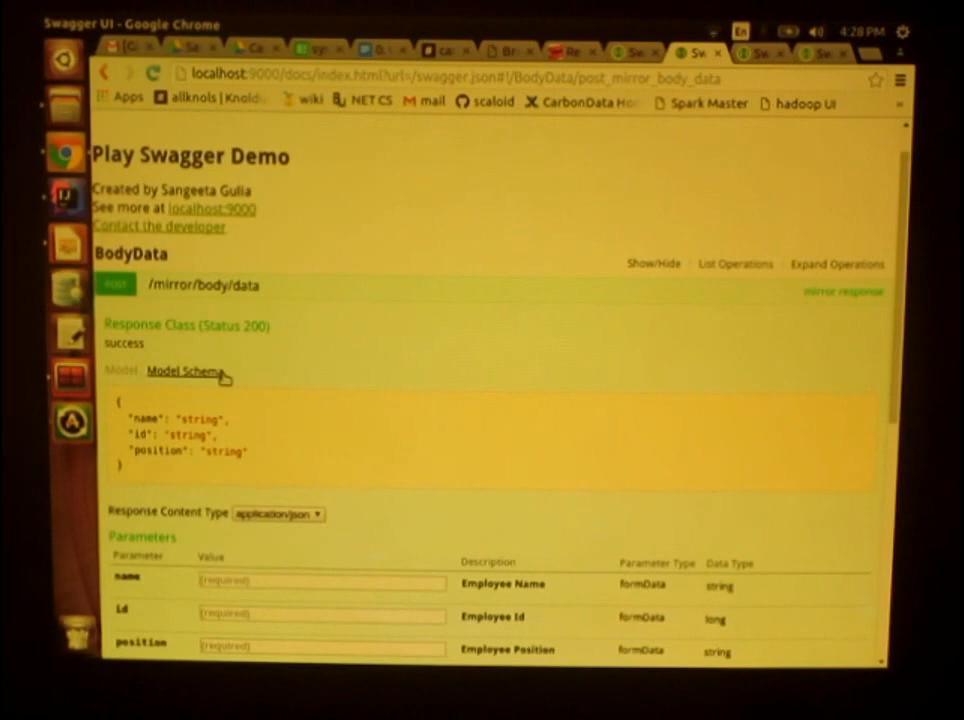 Swagger UI - Google Chrome
En 4:28 PM
localhost:9000/docs/index.html?url=/swagger.json#!/BodyData/post_mirror_body_data
Apps allknols | Knold wiki NET CS mail scaloid CarbonData Ho Spark Master hadoop UI »
Play Swagger Demo
Created by Sangeeta Gulia
See more at localhost:9000
Contact the developer
BodyData Show/Hide List Operations Expand Operations
POST /mirror/body/data mirror response
Response Class (Status 200)
success
Model Model Schema
{
"name": "string",
"id": "string",
"position": "string"
}
Response Content Type application/json
Parameters
Parameter Value Description Parameter Type Data Type
name (required) Employee Name formData string
id (required) Employee Id formData long
position (required) Employee Position formData string